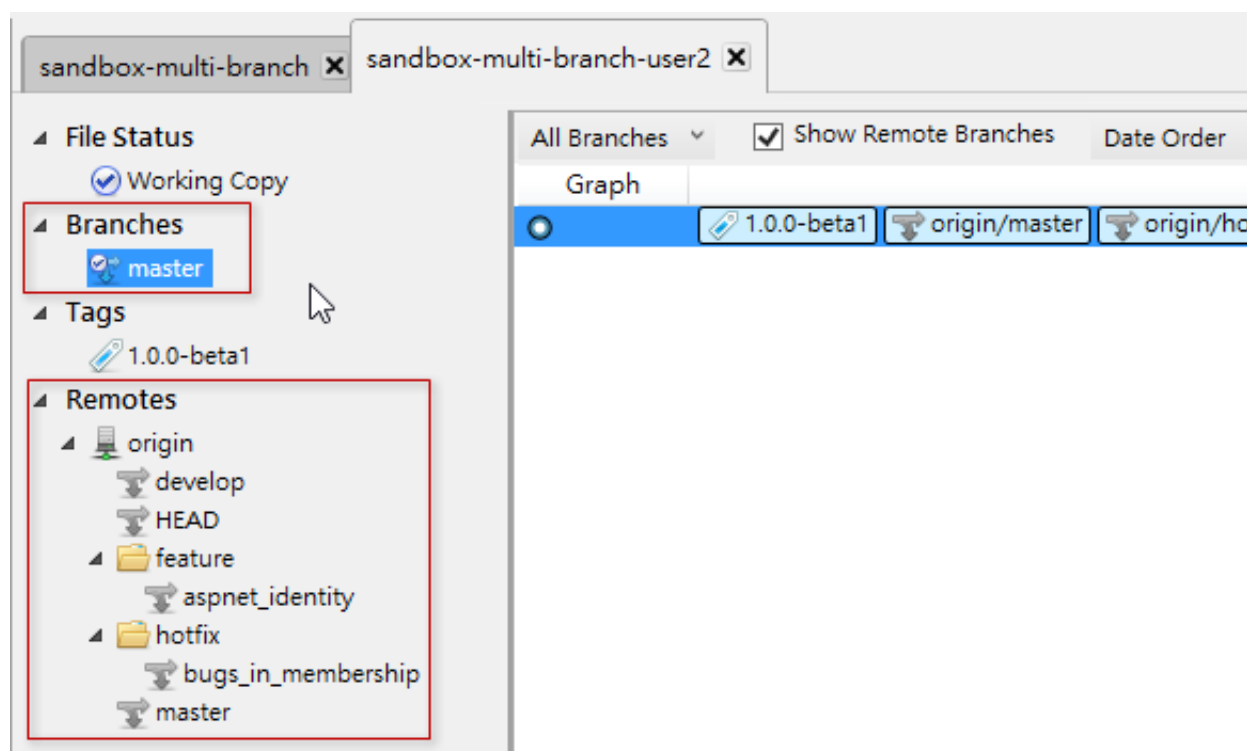 sandbox-multi-branch
sandbox-multi-branch-user2
File Status
Working Copy
Branches
master
Tags
1.0.0-beta1
Remotes
origin
develop
HEAD
feature
aspnet_identity
hotfix
bugs_in_membership
master
All Branches Show Remote Branches Date Order
Graph
1.0.0-beta1 origin/master origin/ho